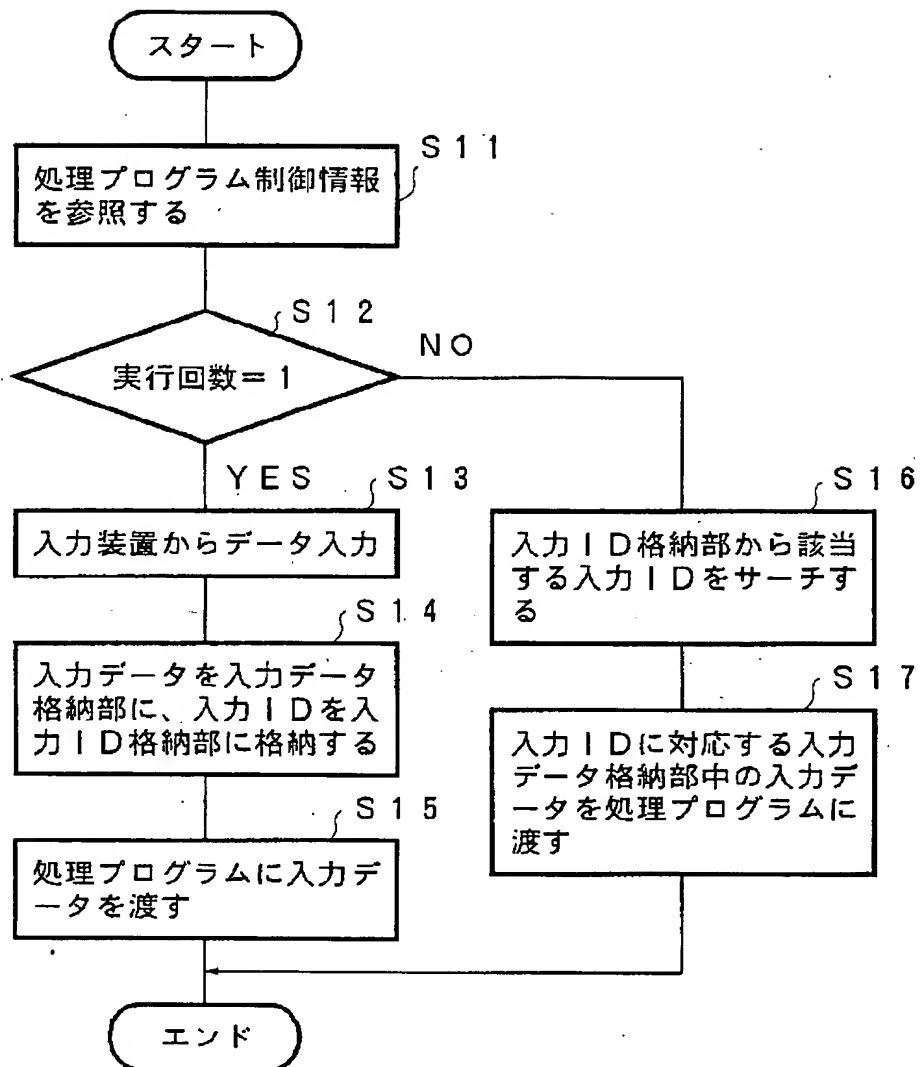 スタート
S11
処理プログラム制御情報
を参照する
S12
実行回数=1
NO
YES
S13
入力装置からデータ入力
S14
入力データを入力データ
格納部に、入力IDを入
力ID格納部に格納する
S15
処理プログラムに入力デ
ータを渡す
S16
入力ID格納部から該当
する入力IDをサーチす
る
S17
入力IDに対応する入力
データ格納部中の入力デ
ータを処理プログラムに
渡す
エンド